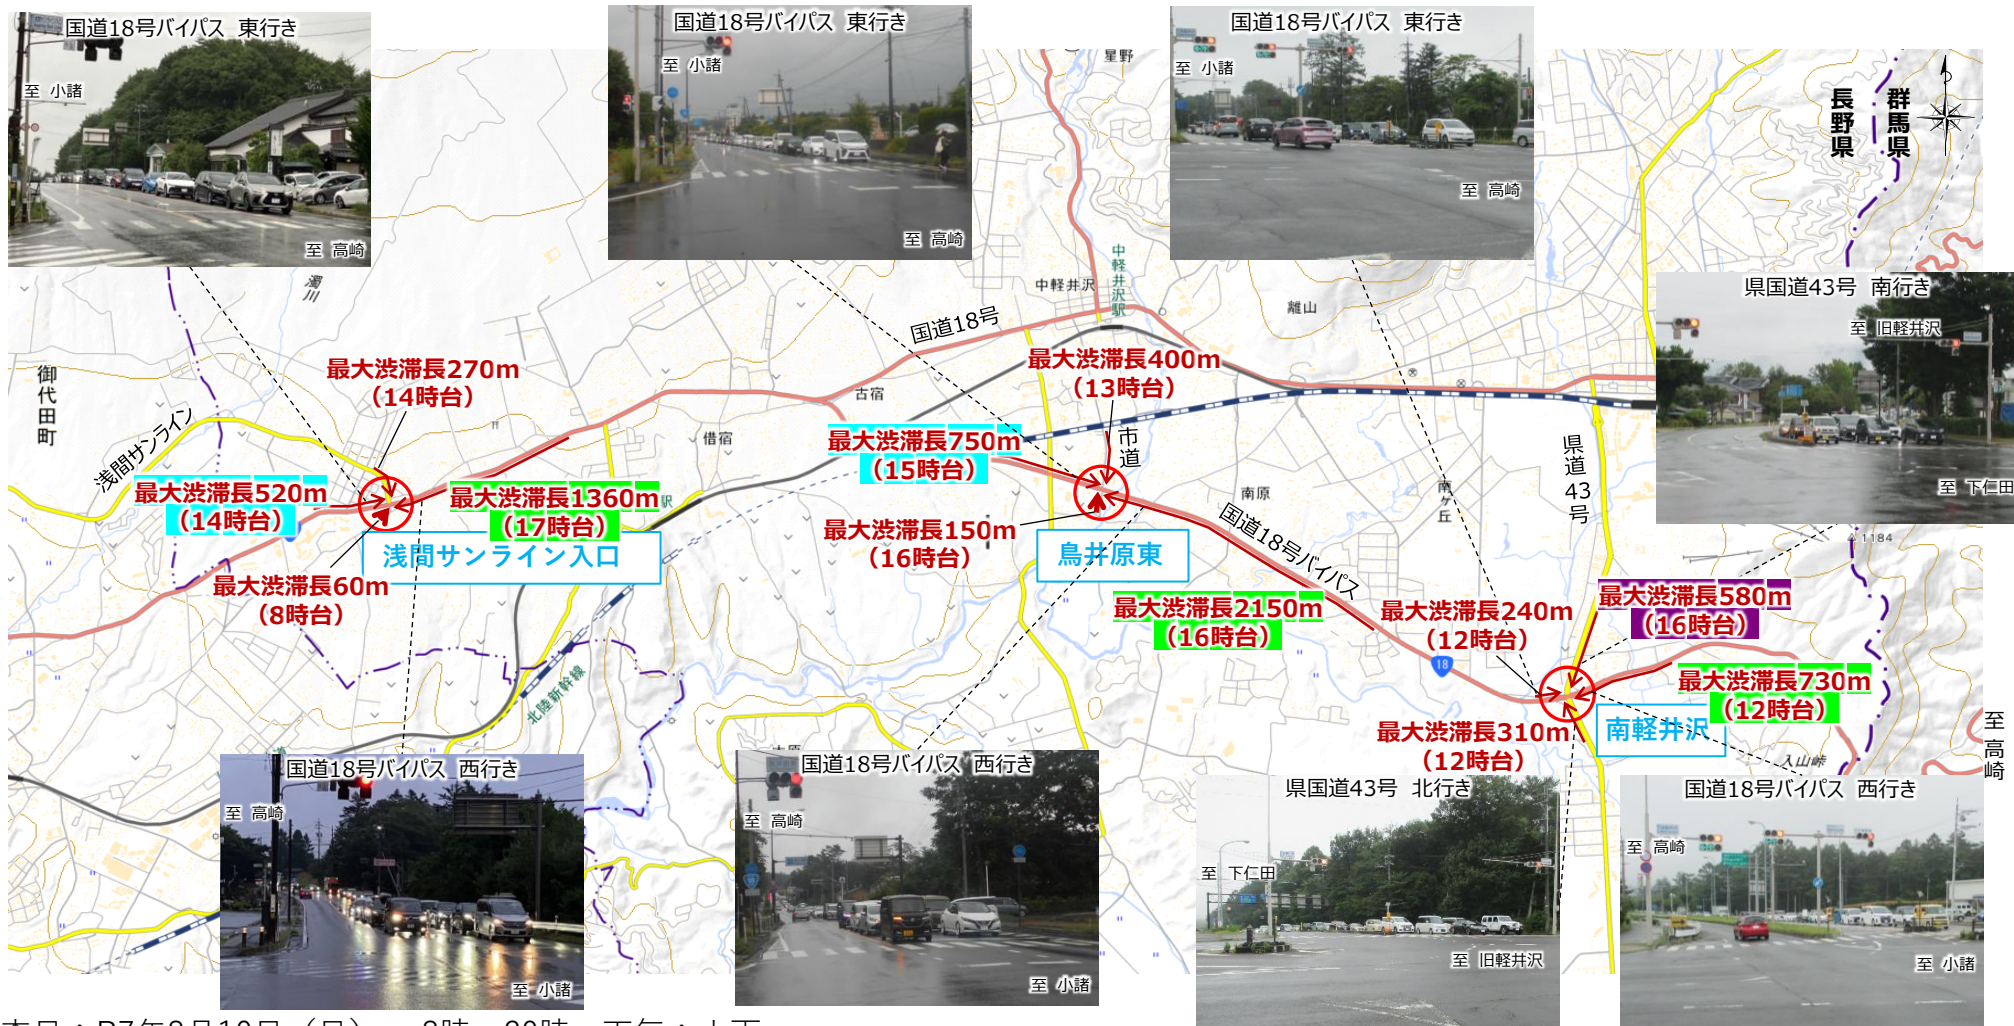 国道18号バイパス 東行き
至 小諸
至 高崎
国道18号バイパス 東行き
至 小諸
至 高崎
国道18号バイパス 東行き
至 小諸
至 高崎
星野
長野県
群馬県
県国道43号 南行き
至 旧軽井沢
至 下仁田
濁川
中軽井沢
中軽井沢駅
離山
国道18号
御代田町
浅間サンライン
最大渋滞長270m
（14時台）
古宿
借宿
最大渋滞長400m
（13時台）
市道
県道43号
最大渋滞長520m
（14時台）
最大渋滞長1360m
（17時台）
駅
最大渋滞長750m
（15時台）
南原
南ヶ丘
国道18号バイパス
浅間サンライン入口
最大渋滞長150m
（16時台）
鳥井原東
1184
最大渋滞長60m
（8時台）
最大渋滞長2150m
（16時台）
最大渋滞長240m
（12時台）
最大渋滞長580m
（16時台）
18
北陸新幹線
最大渋滞長730m
（12時台）
最大渋滞長310m
（12時台）
南軽井沢
入山峠
至 高崎
国道18号バイパス 西行き
至 高崎
至 小諸
国道18号バイパス 西行き
至 高崎
至 小諸
県国道43号 北行き
至 下仁田
至 旧軽井沢
国道18号バイパス 西行き
至 高崎
至 小諸